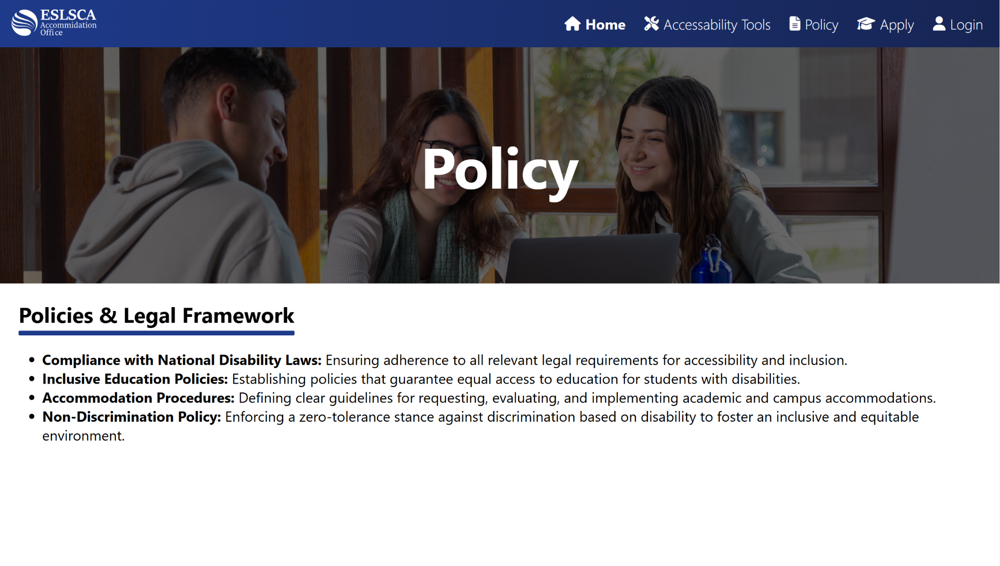 ESLSCA
Accommidation
Office
Home
Accessability Tools
Policy
Apply
Login
Policy
Policies & Legal Framework
• Compliance with National Disability Laws: Ensuring adherence to all relevant legal requirements for accessibility and inclusion.
• Inclusive Education Policies: Establishing policies that guarantee equal access to education for students with disabilities.
• Accommodation Procedures: Defining clear guidelines for requesting, evaluating, and implementing academic and campus accommodations.
• Non-Discrimination Policy: Enforcing a zero-tolerance stance against discrimination based on disability to foster an inclusive and equitable
environment.